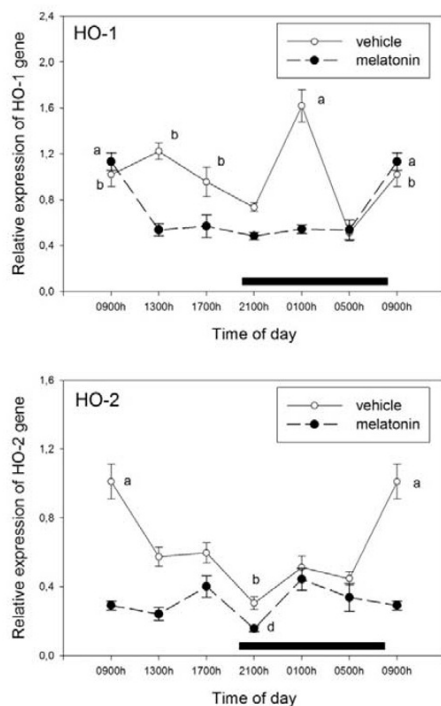 HO-1
vehicle
melatonin
Relative expression of HO-1 gene
2,4
2,0
1,6
1,2
0,8
0,4
0,0
a
b
b
b
a
a
b
0900h 1300h 1700h 2100h 0100h 0500h 0900h
Time of day
HO-2
vehicle
melatonin
Relative expression of HO-2 gene
1,6
1,2
0,8
0,4
0,0
a
b
d
a
0900h 1300h 1700h 2100h 0100h 0500h 0900h
Time of day